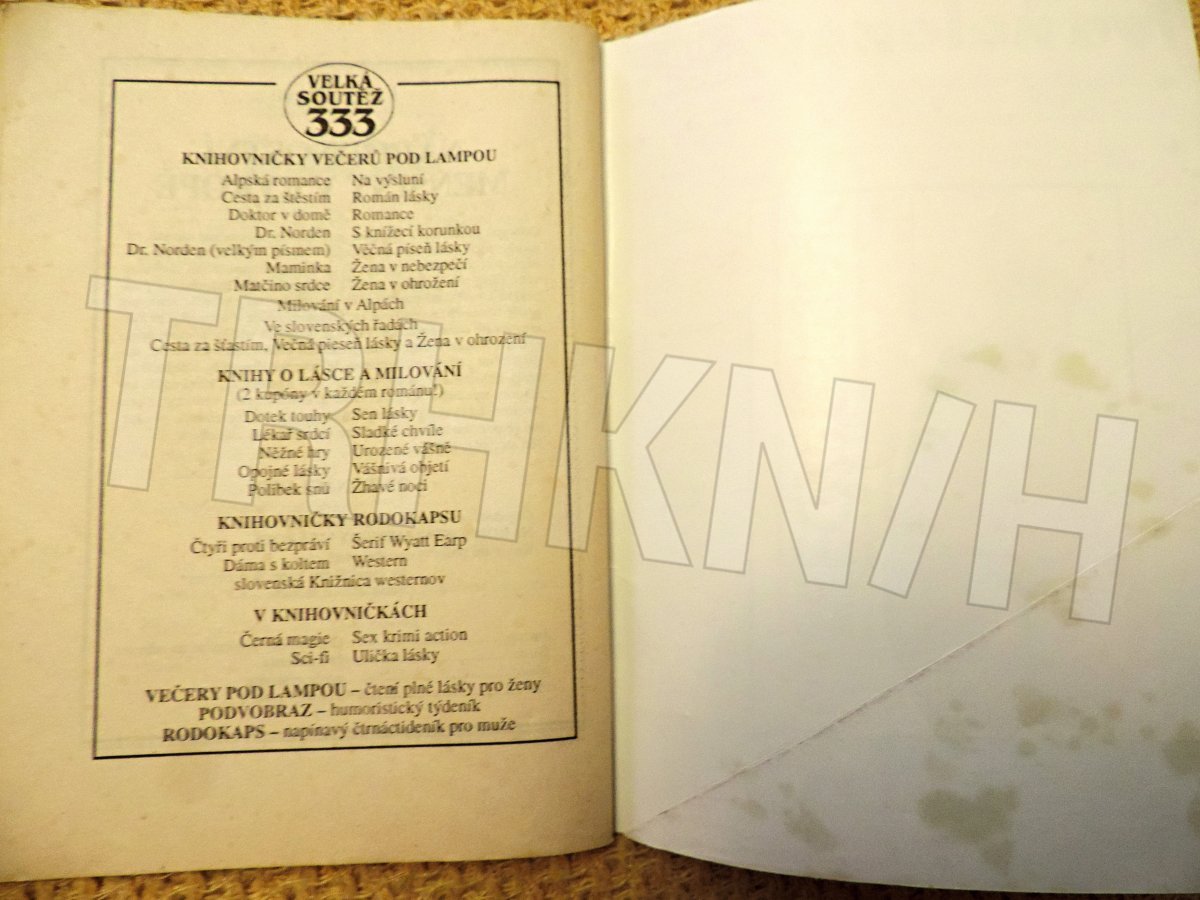 VELKÁ
SOUTĚŽ
333
KNIHOVNIČKY VEČERŮ POD LAMPOU
Alpská romance Na výsluní
Cesta za štěstím Román lásky
Doktor v domě Romance
Dr. Norden S knížecí korunkou
Dr. Norden (velkým písmem) Věčná píseň lásky
Maminka Žena v nebezpečí
Matčino srdce Žena v ohrožení
Milování v Alpách
Ve slovenských řadách
Cesta za šťastím, Večná pieseň lásky a Žena v ohrození
KNIHY O LÁSCE A MILOVÁNÍ
(2 kupóny v každém románu!)
Dotek touhy Sen lásky
Lékař srdcí Sladké chvíle
Něžné hry Urozené vášně
Opojné lásky Vášnivá objetí
Polibek snů Žhavé noci
KNIHOVNIČKY RODOKAPSU
Čtyři proti bezpráví Šerif Wyatt Earp
Dáma s koltem Western
slovenská Knižnica westernov
V KNIHOVNIČKÁCH
Černá magie Sex krimi action
Sci-fi Ulička lásky
VEČERY POD LAMPOU – čtení plné lásky pro ženy
PODVOBRAZ – humoristický týdeník
RODOKAPS – napínavý čtrnáctideník pro muže
TRHKNIH